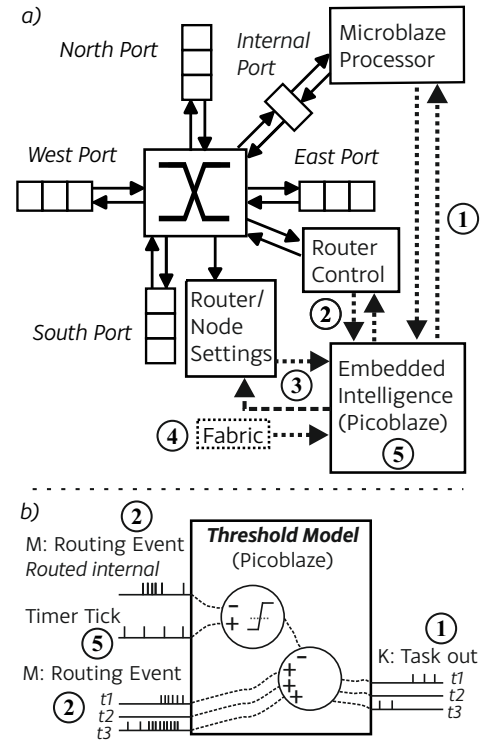 a)
North Port
Internal
Port
Microblaze
Processor
West Port
East Port
1
Router
Control
2
South Port
Router/
Node
Settings
3
Embedded
Intelligence
(Picoblaze)
5
4
Fabric
b)
2
M: Routing Event
Routed internal
Threshold Model
(Picoblaze)
Timer Tick
5
− +
M: Routing Event
2
t1
t2
t3
− + + +
1
K: Task out
t1
t2
t3